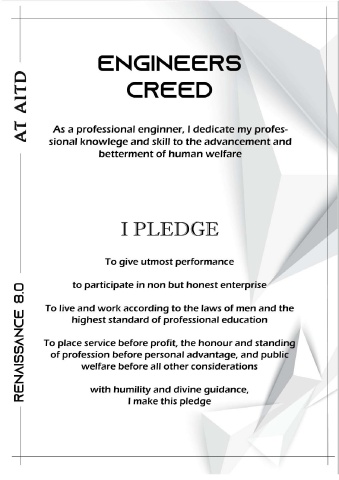 ENGINEERS
CREED
As a professional enginner, I dedicate my profes-
sional knowlege and skill to the advancement and
betterment of human welfare
I PLEDGE
To give utmost performance
to participate in non but honest enterprise
To live and work according to the laws of men and the
highest standard of professional education
To place service before profit, the honour and standing
of profession before personal advantage, and public
welfare before all other considerations
with humility and divine guidance,
I make this pledge
AT AITD
RENAISSANCE 8.0